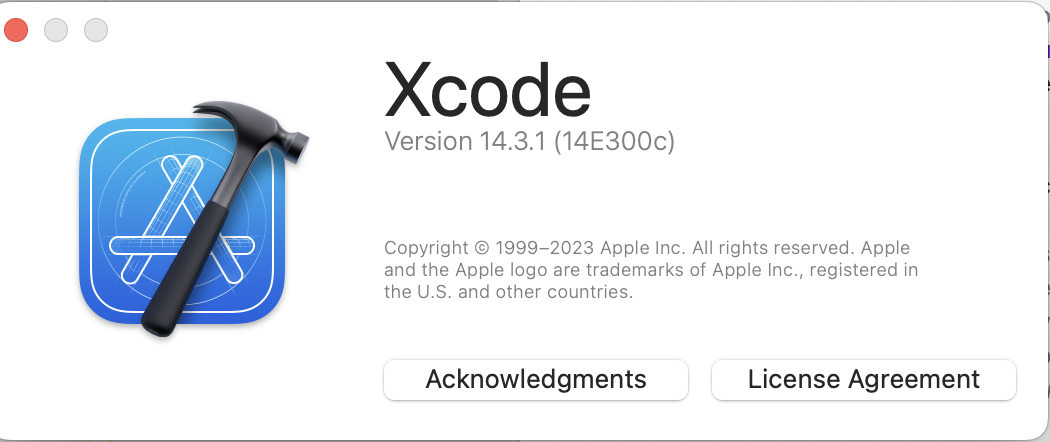 Xcode
Version 14.3.1 (14E300c)
Copyright © 1999–2023 Apple Inc. All rights reserved. Apple
and the Apple logo are trademarks of Apple Inc., registered in
the U.S. and other countries.
Acknowledgments
License Agreement